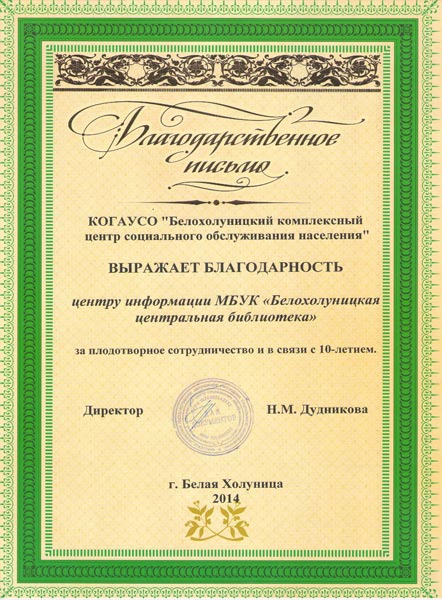 Благодарственное
письмо
КОГАУСО "Белохолуницкий комплексный
центр социального обслуживания населения"
ВЫРАЖАЕТ БЛАГОДАРНОСТЬ
центру информации МБУК «Белохолуницкая
центральная библиотека»
за плодотворное сотрудничество и в связи с 10-летием.
Директор Н.М. Дудникова
ДОКУМЕНТОВ
г. Белая Холуница
2014